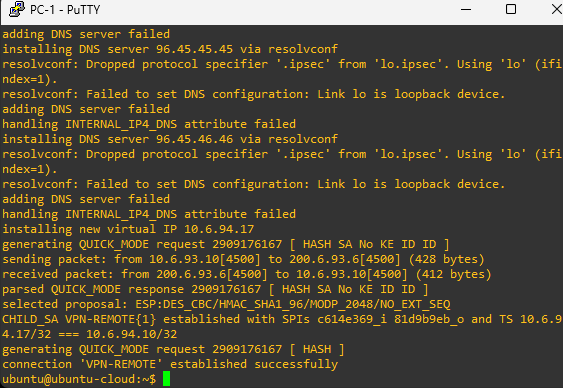 PC-1 - PuTTY
adding DNS server failed
installing DNS server 96.45.45.45 via resolvconf
resolvconf: Dropped protocol specifier '.ipsec' from 'lo.ipsec'. Using 'lo' (ifi
ndex=1).
resolvconf: Failed to set DNS configuration: Link lo is loopback device.
adding DNS server failed
handling INTERNAL_IP4_DNS attribute failed
installing DNS server 96.45.46.46 via resolvconf
resolvconf: Dropped protocol specifier '.ipsec' from 'lo.ipsec'. Using 'lo' (ifi
ndex=1).
resolvconf: Failed to set DNS configuration: Link lo is loopback device.
adding DNS server failed
handling INTERNAL_IP4_DNS attribute failed
installing new virtual IP 10.6.94.17
generating QUICK_MODE request 2909176167 [ HASH SA No KE ID ID ]
sending packet: from 10.6.93.10[4500] to 200.6.93.6[4500] (428 bytes)
received packet: from 200.6.93.6[4500] to 10.6.93.10[4500] (412 bytes)
parsed QUICK_MODE response 2909176167 [ HASH SA No KE ID ID ]
selected proposal: ESP:DES_CBC/HMAC_SHA1_96/MODP_2048/NO_EXT_SEQ
CHILD_SA VPN-REMOTE{1} established with SPIs c614e369_i 81d9b9eb_o and TS 10.6.9
4.17/32 === 10.6.94.10/32
generating QUICK_MODE request 2909176167 [ HASH ]
connection 'VPN-REMOTE' established successfully
ubuntu@ubuntu-cloud:~$